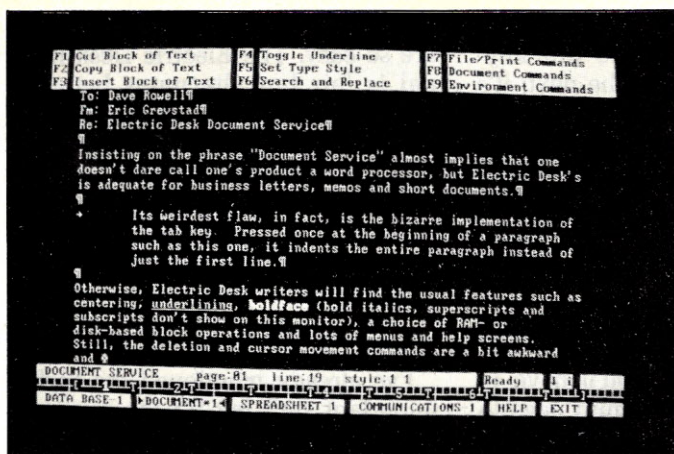 F1 Cut Block of Text F4 Toggle Underline F7 File/Print Commands
F2 Copy Block of Text F5 Set Type Style F8 Document Commands
F3 Insert Block of Text F6 Search and Replace F9 Environment Commands
To: Dave Rowell¶
Fm: Eric Grevstad¶
Re: Electric Desk Document Service¶
¶
Insisting on the phrase "Document Service" almost implies that one
doesn't dare call one's product a word processor, but Electric Desk's
is adequate for business letters, memos and short documents.¶
¶
Its weirdest flaw, in fact, is the bizarre implementation of
the tab key. Pressed once at the beginning of a paragraph
such as this one, it indents the entire paragraph instead of
just the first line.¶
¶
Otherwise, Electric Desk writers will find the usual features such as
centering, underlining, boldface (bold italics, superscripts and
subscripts don't show on this monitor), a choice of RAM- or
disk-based block operations and lots of menus and help screens.
Still, the deletion and cursor movement commands are a bit awkward
and
DOCUMENT SERVICE page:01 line:19 style:1 1 Ready
1 T 2 T T 4 T 5 T T
DATA BASE-1 DOCUMENT*1 SPREADSHEET-1 COMMUNICATIONS 1 HELP EXIT